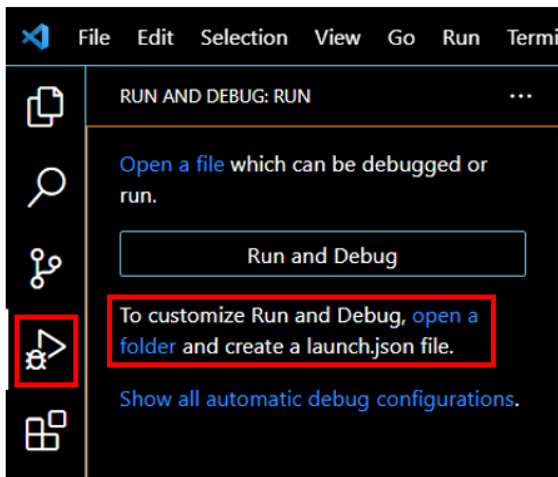 File Edit Selection View Go Run Termi
RUN AND DEBUG: RUN ...
Open a file which can be debugged or
run.
Run and Debug
To customize Run and Debug, open a
folder and create a launch.json file.
Show all automatic debug configurations.